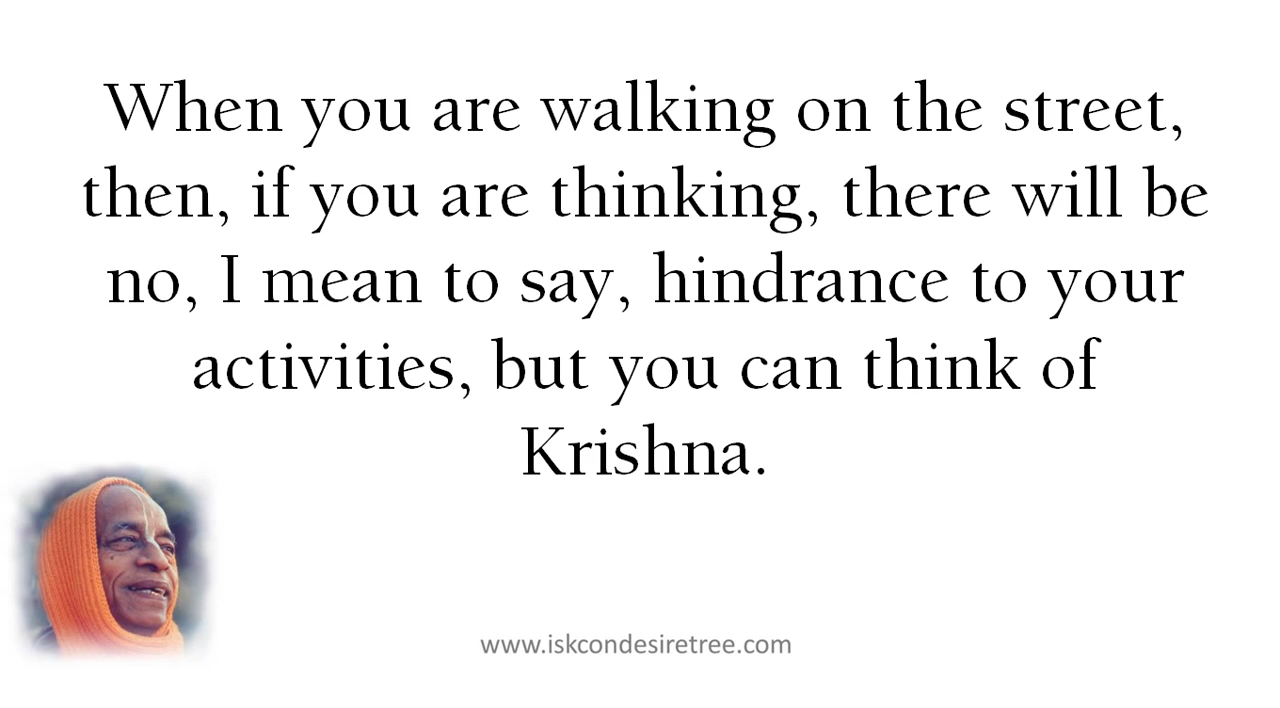 When you are walking on the street,
then, if you are thinking, there will be
no, I mean to say, hindrance to your
activities, but you can think of
Krishna.
www.iskcondesiretree.com